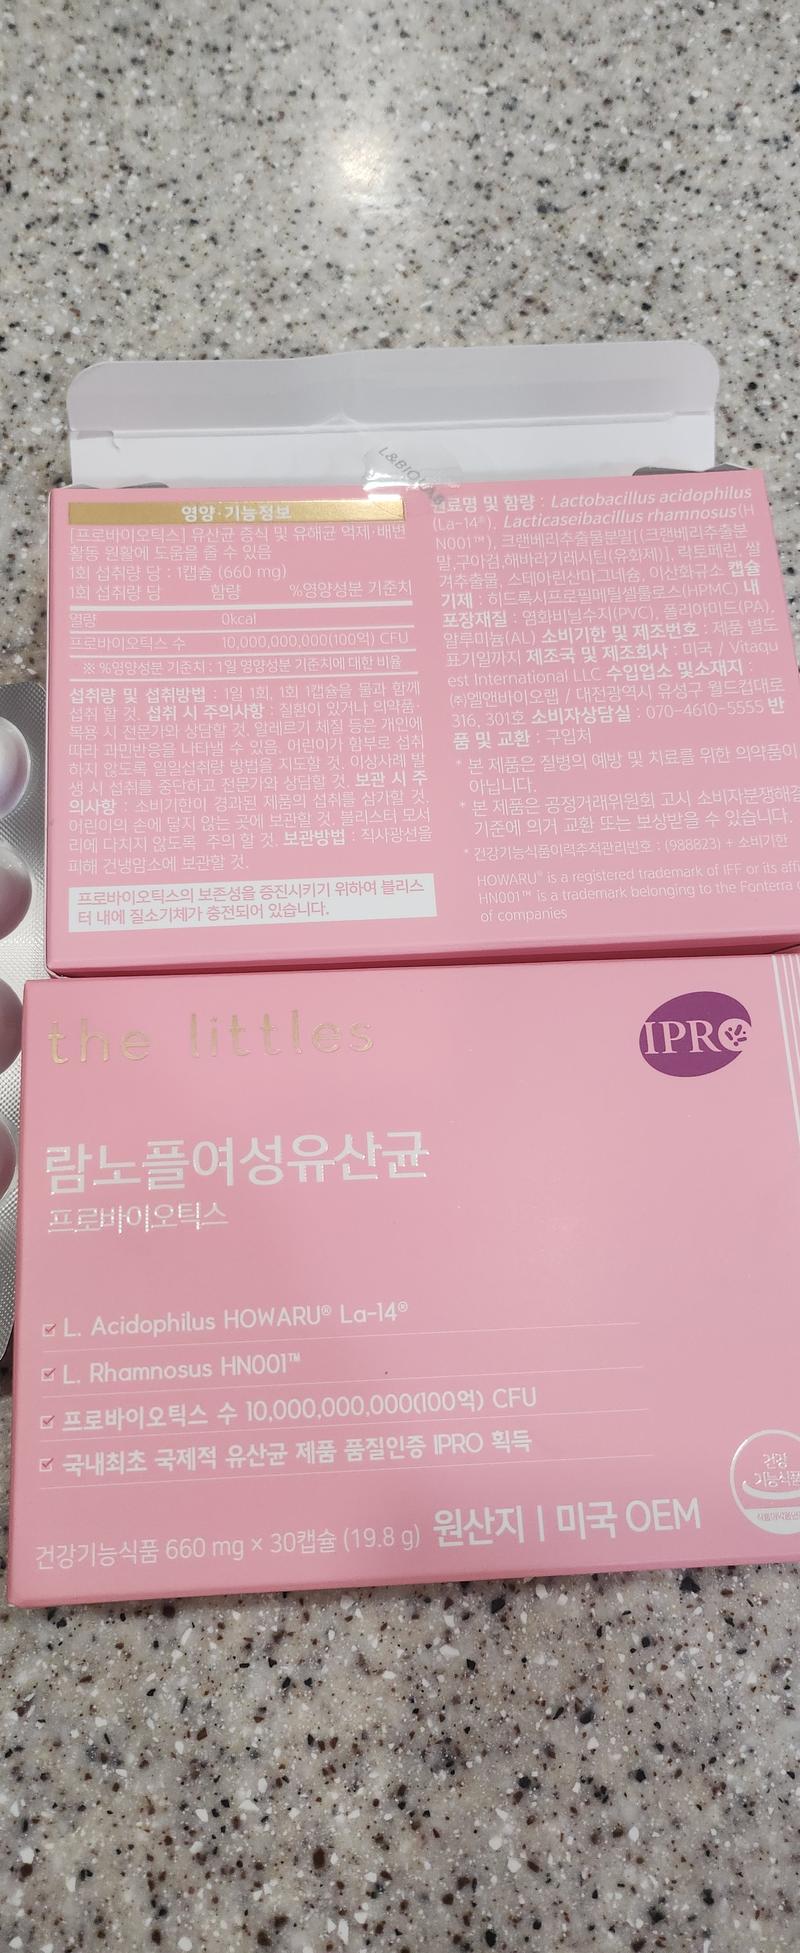 L&BIOLAB
영양·기능정보
[프로바이오틱스] 유산균 증식 및 유해균 억제·배변
활동 원활에 도움을 줄 수 있음
1회 섭취량 당 : 1캡슐 (660 mg)
1회 섭취량 당 함량 %영양성분 기준치
열량 0kcal
프로바이오틱스 수 10,000,000,000(100억) CFU
※ %영양성분 기준치 : 1일 영양성분 기준치에 대한 비율
섭취량 및 섭취방법 : 1일 1회, 1회 1캡슐을 물과 함께
섭취 할 것. 섭취 시 주의사항 : 질환이 있거나 의약품·
복용 시 전문가와 상담할 것. 알레르기 체질 등은 개인에
따라 과민반응을 나타낼 수 있음. 어린이가 함부로 섭취
하지 않도록 일일섭취량 방법을 지도할 것. 이상사례 발
생 시 섭취를 중단하고 전문가와 상담할 것. 보관 시 주
의사항 : 소비기한이 경과된 제품의 섭취를 삼가할 것.
어린이의 손에 닿지 않는 곳에 보관할 것. 블리스터 모서
리에 다치지 않도록 주의 할 것. 보관방법 : 직사광선을
피해 건냉암소에 보관할 것.
프로바이오틱스의 보존성을 증진시키기 위하여 블리스
터 내에 질소기체가 충전되어 있습니다.
원료명 및 함량 : Lactobacillus acidophilus
(La-14®), Lacticaseibacillus rhamnosus(H
N001™), 크랜베리추출물분말[(크랜베리추출분
말,구아검,해바라기레시틴(유화제)], 락토페린, 쌀
겨추출물, 스테아린산마그네슘, 이산화규소 캡슐
기제 : 히드록시프로필메틸셀룰로스(HPMC) 내
포장재질 : 염화비닐수지(PVC), 폴리아미드(PA),
알루미늄(AL) 소비기한 및 제조번호 : 제품 별도
표기일까지 제조국 및 제조회사 : 미국 / Vitaqu
est International LLC 수입업소 및소재지 :
㈜엘앤바이오랩 / 대전광역시 유성구 월드컵대로
316, 301호 소비자상담실 : 070-4610-5555 반
품 및 교환 : 구입처
* 본 제품은 질병의 예방 및 치료를 위한 의약품이
아닙니다.
* 본 제품은 공정거래위원회 고시 소비자분쟁해결
기준에 의거 교환 또는 보상받을 수 있습니다.
* 건강기능식품이력추적관리번호 : (988823) + 소비기한
HOWARU® is a registered trademark of IFF or its affi
HN001™ is a trademark belonging to the Fonterra
of companies
the littles
IPRO
람노플여성유산균
프로바이오틱스
L. Acidophilus HOWARU® La-14®
L. Rhamnosus HN001™
프로바이오틱스 수 10,000,000,000(100억) CFU
국내최초 국제적 유산균 제품 품질인증 IPRO 획득
건강
기능식품
건강기능식품 660 mg × 30캡슐 (19.8 g) 원산지 | 미국 OEM